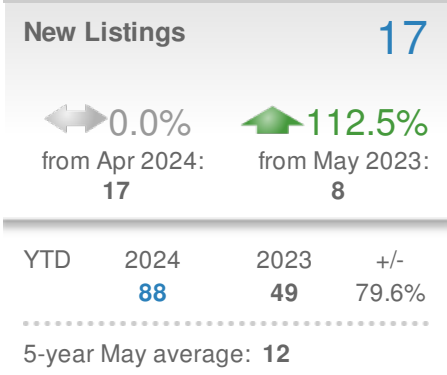 New Listings 17
0.0% 112.5%
from Apr 2024: from May 2023:
17 8
YTD 2024 2023 +/-
88 49 79.6%
5-year May average: 12